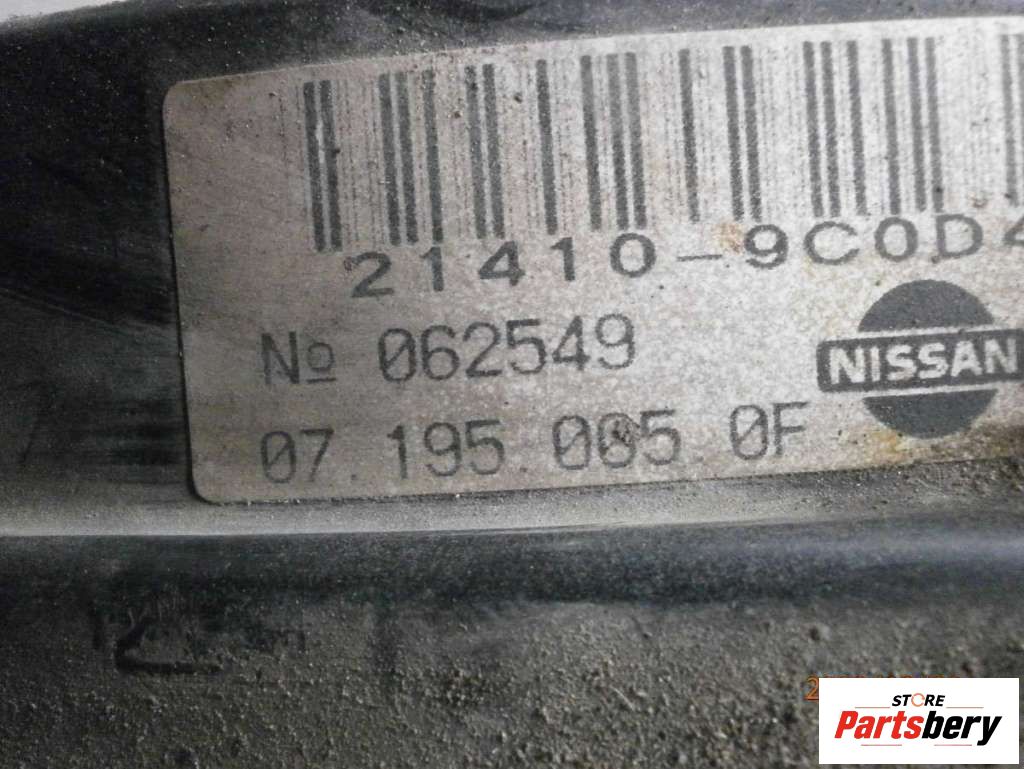 21410-9C0D4
№ 062549
07.195.005.0F
NISSAN
STORE
Partsbery